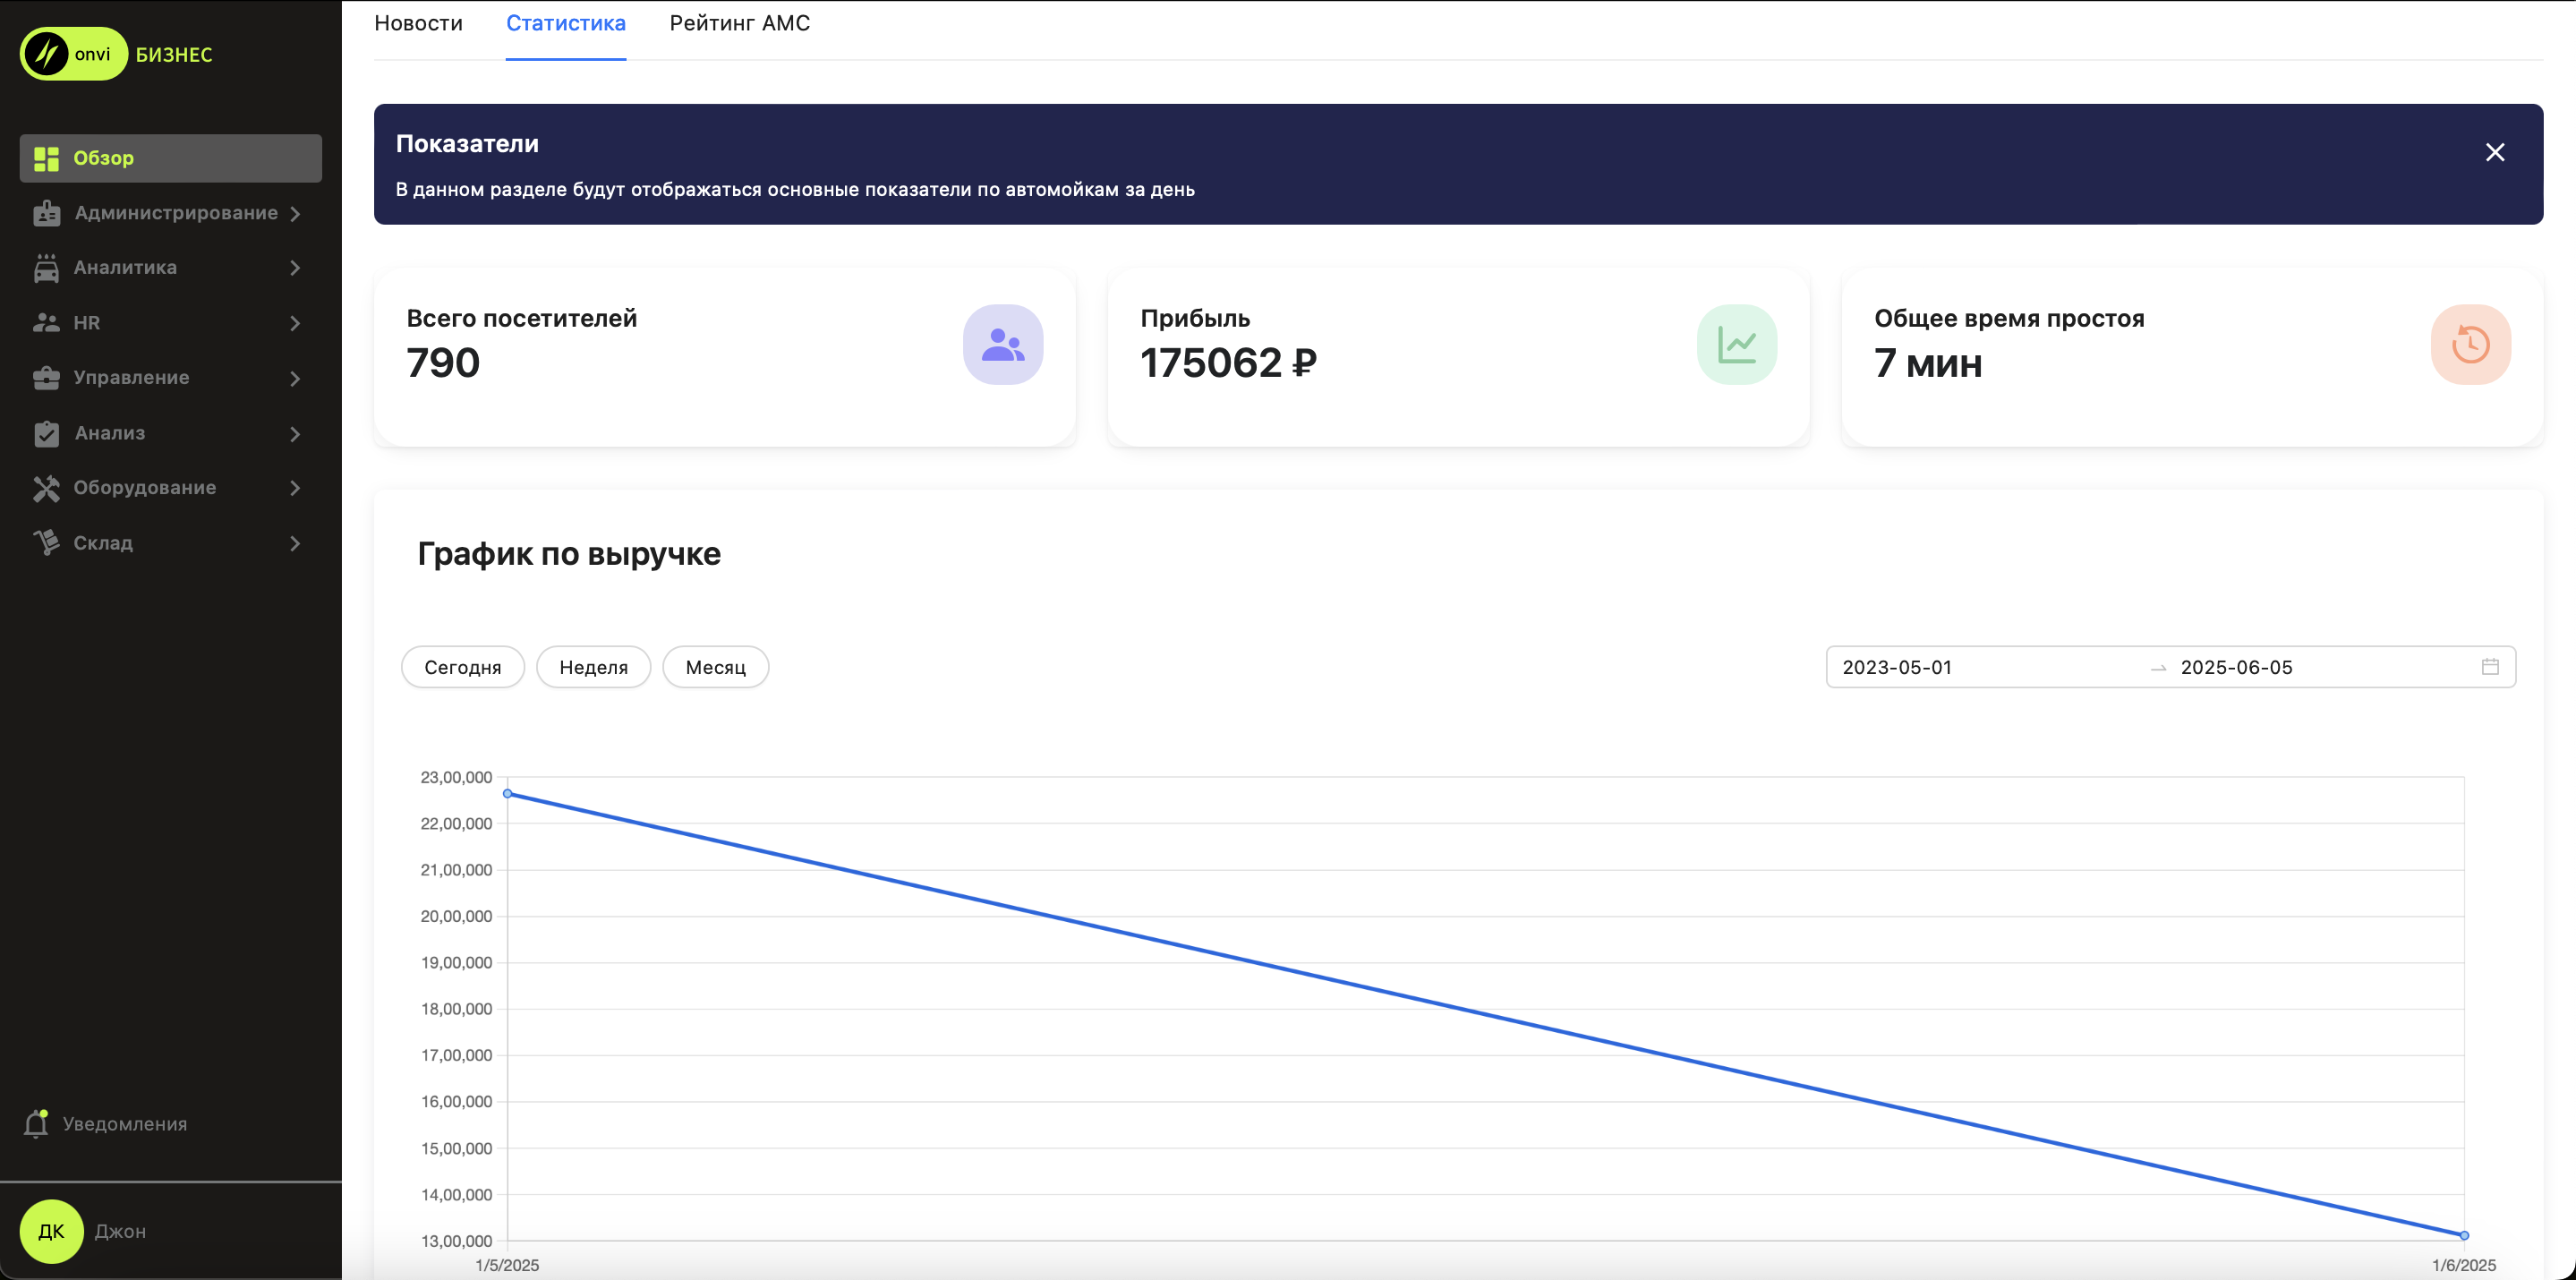 onvi БИЗНЕС
Обзор
Администрирование
Аналитика
HR
Управление
Анализ
Оборудование
Склад
Уведомления
ДК Джон
Новости Статистика Рейтинг АМС
Показатели
В данном разделе будут отображаться основные показатели по автомойкам за день
Всего посетителей
790
Прибыль
175062 ₽
Общее время простоя
7 мин
График по выручке
Сегодня Неделя Месяц
2023-05-01 → 2025-06-05
23,00,000
22,00,000
21,00,000
20,00,000
19,00,000
18,00,000
17,00,000
16,00,000
15,00,000
14,00,000
13,00,000
1/5/2025 1/6/2025